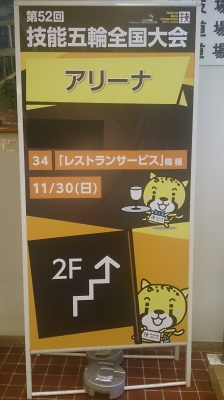 第52回
技能五輪全国大会
アリーナ
34 「レストランサービス」職種
11/30(日)
2F